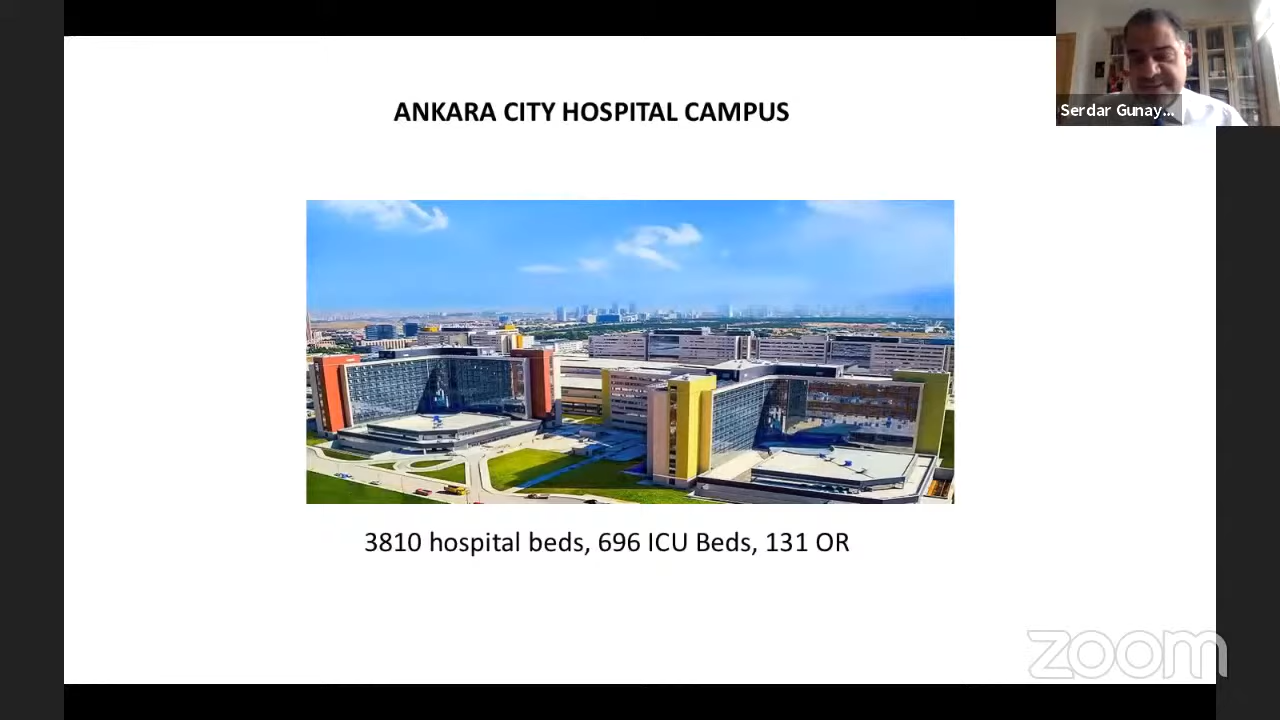 ANKARA CITY HOSPITAL CAMPUS
Serdar Gunay...
3810 hospital beds, 696 ICU Beds, 131 OR
zoom